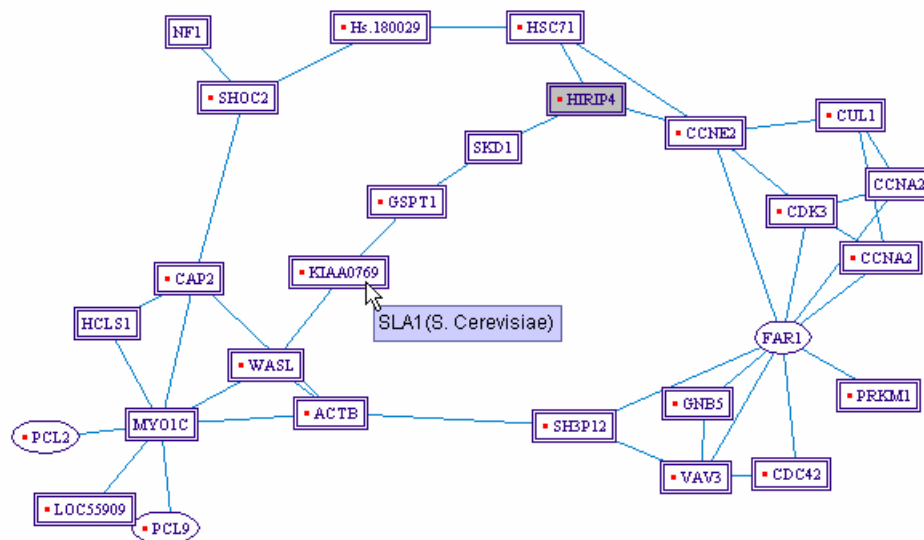 NF1
Hs.180029
HSC71
SHOC2
HIRIP4
CUL1
CCNE2
SKD1
CCNA2
GSPT1
CDK3
CCNA2
CAP2
KIAA0769
SLA1(S. Cerevisiae)
HCLS1
FAR1
WASL
PRKM1
GNB5
ACTB
MYO1C
SH3P12
PCL2
VAV3
CDC42
LOC55909
PCL9